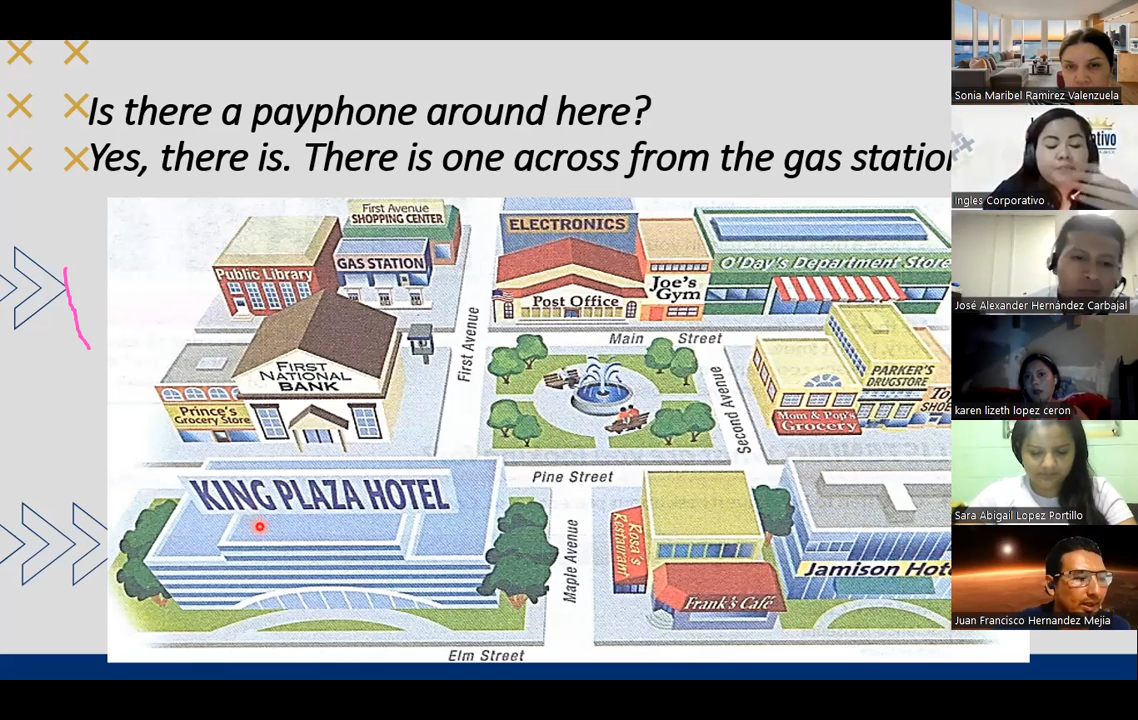 Is there a payphone around here?
Yes, there is. There is one across from the gas station
First Avenue
SHOPPING CENTER
Public Library
GAS STATION
ELECTRONICS
Post Office
Joe's
Gym
O'Day's Department Store
First Avenue
Main Street
FIRST
NATIONAL
BANK
Prince's
Grocery Store
PARKER'S
DRUGSTORE
SHOE
Mom & Pop's
Grocery
Second Avenue
KING PLAZA HOTEL
Pine Street
Maple Avenue
Rosa's
Restaurant
Frank's Café
Jamison Hot
Elm Street
Sonia Maribel Ramirez Valenzuela
ativo
Ingles Corporativo
José Alexander Hernández Carbajal
karen lizeth lopez ceron
Sara Abigail Lopez Portillo
Juan Francisco Hernandez Mejia